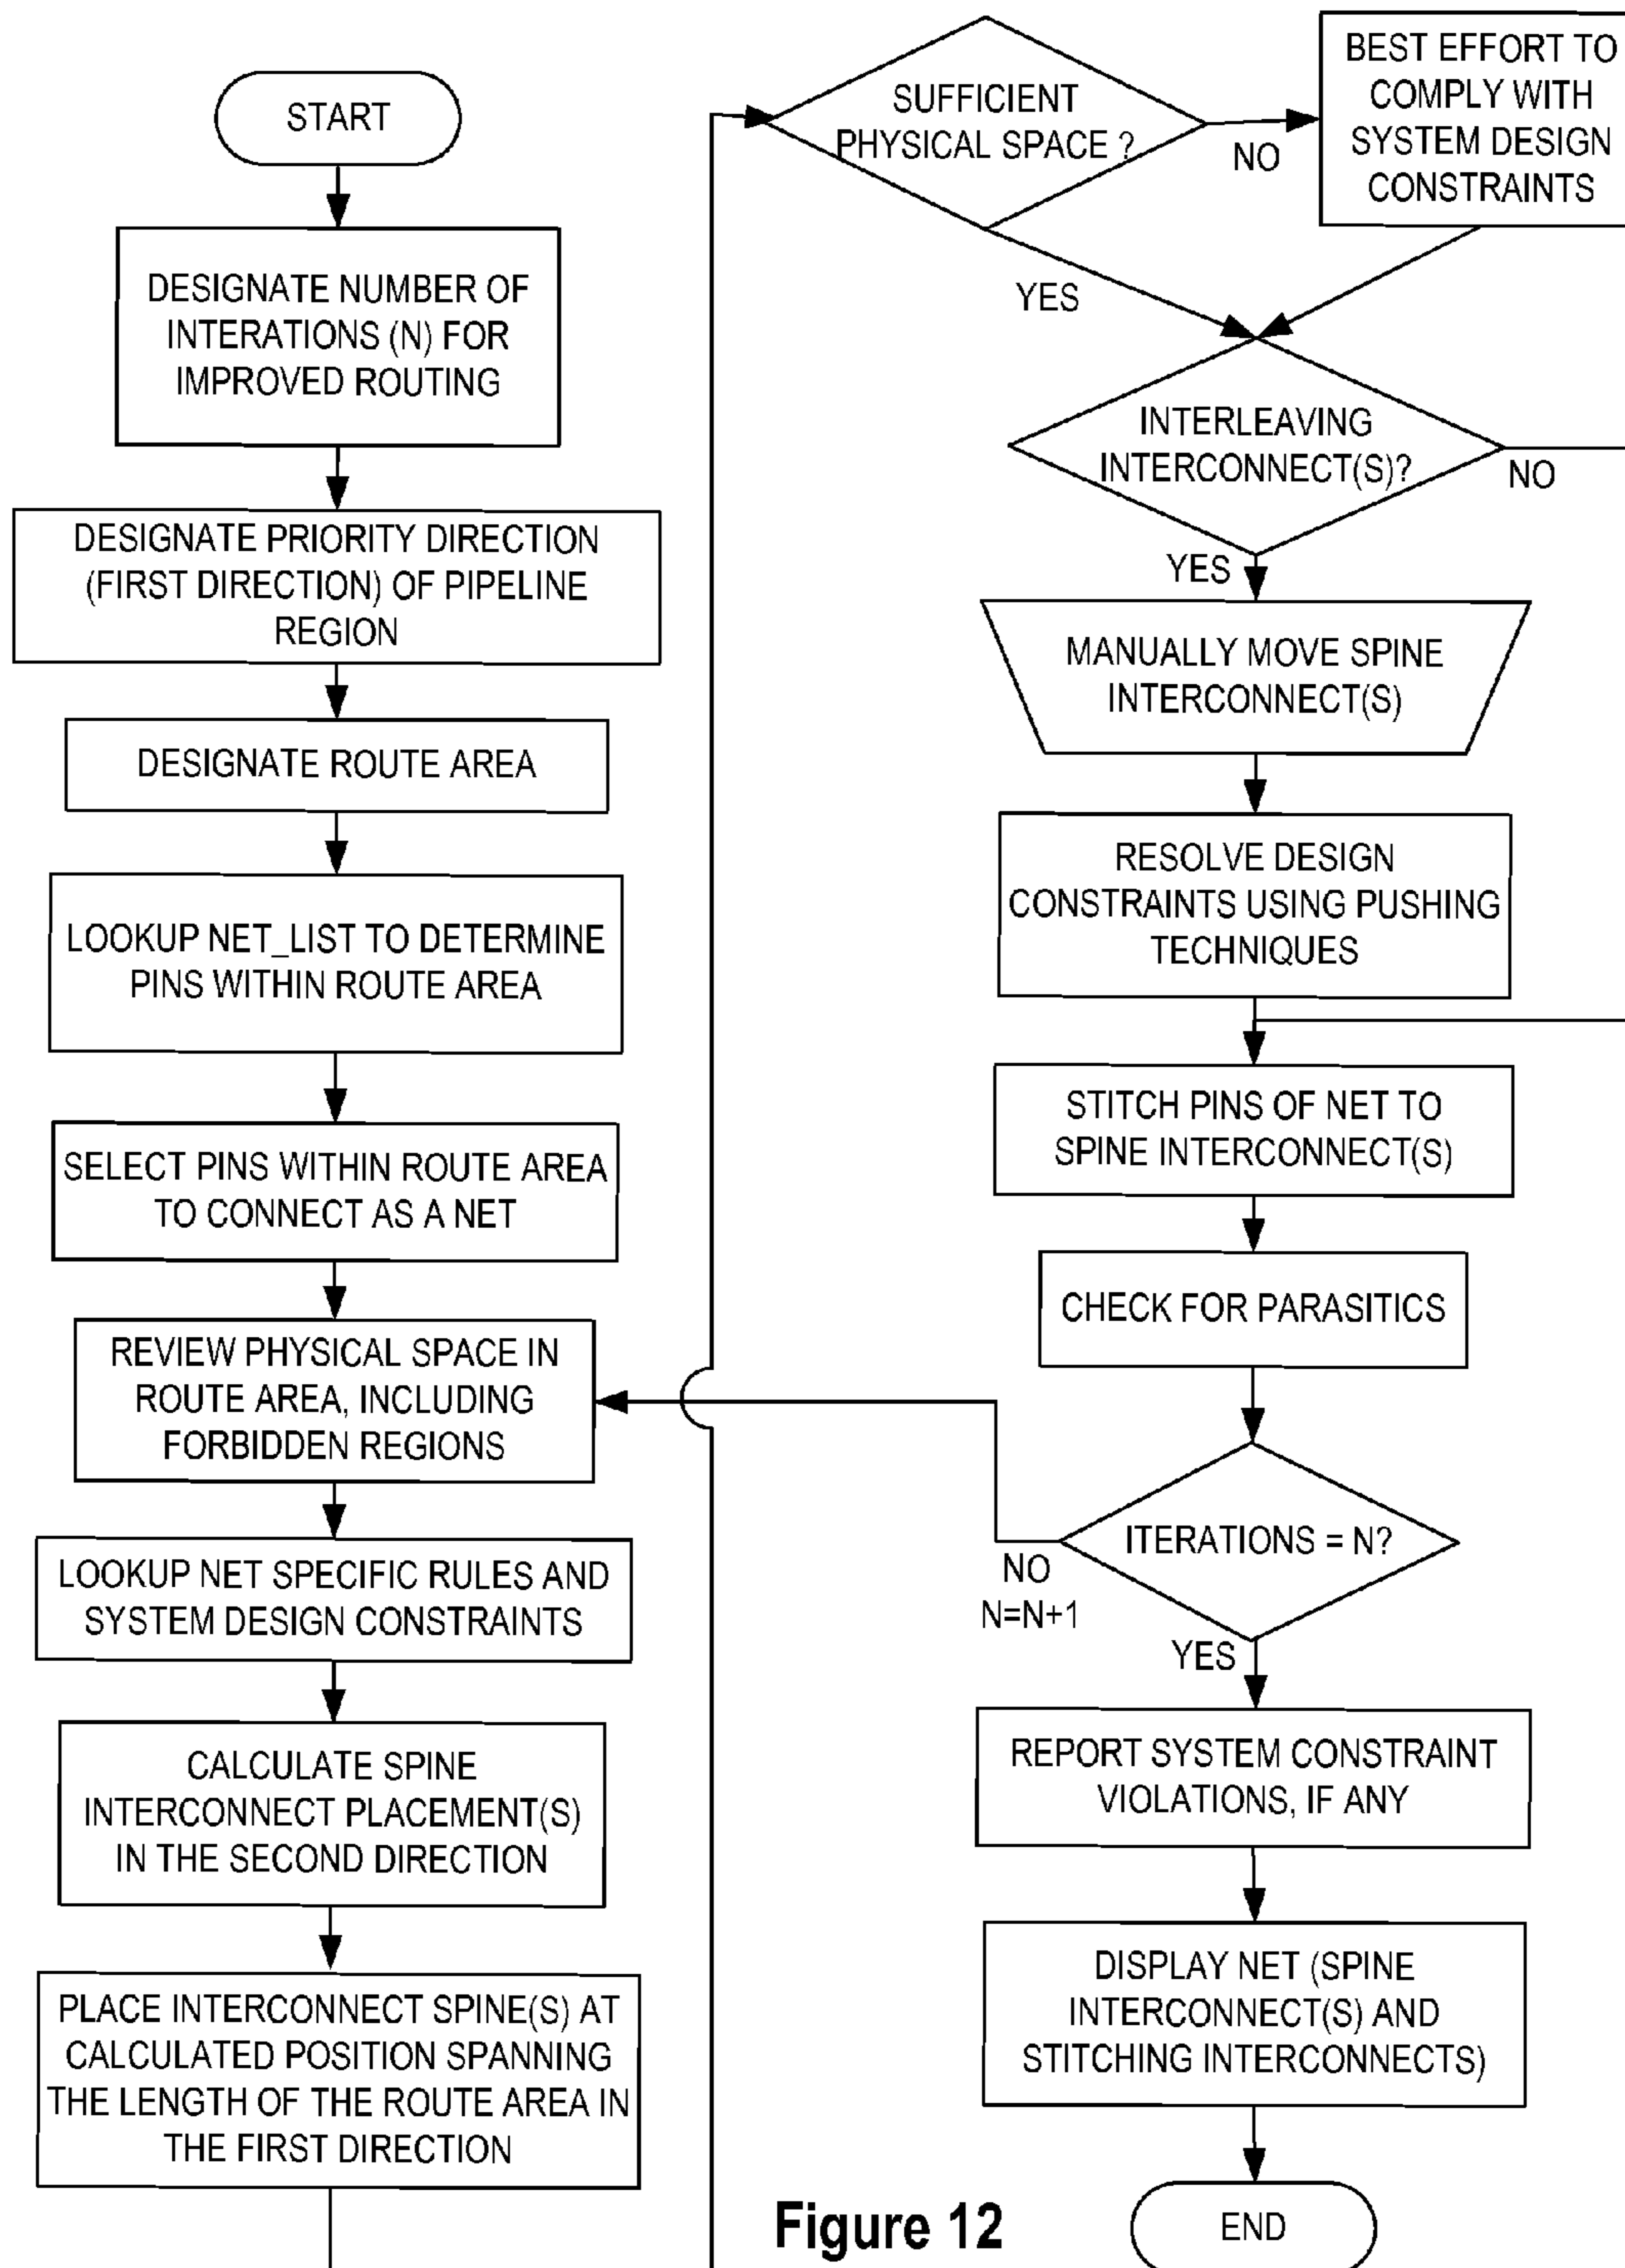 START
DESIGNATE NUMBER OF
INTERATIONS (N) FOR
IMPROVED ROUTING
DESIGNATE PRIORITY DIRECTION
(FIRST DIRECTION) OF PIPELINE
REGION
DESIGNATE ROUTE AREA
LOOKUP NET_LIST TO DETERMINE
PINS WITHIN ROUTE AREA
SELECT PINS WITHIN ROUTE AREA
TO CONNECT AS A NET
REVIEW PHYSICAL SPACE IN
ROUTE AREA, INCLUDING
FORBIDDEN REGIONS
LOOKUP NET SPECIFIC RULES AND
SYSTEM DESIGN CONSTRAINTS
CALCULATE SPINE
INTERCONNECT PLACEMENT(S)
IN THE SECOND DIRECTION
PLACE INTERCONNECT SPINE(S) AT
CALCULATED POSITION SPANNING
THE LENGTH OF THE ROUTE AREA IN
THE FIRST DIRECTION
SUFFICIENT
PHYSICAL SPACE ?
NO
BEST EFFORT TO
COMPLY WITH
SYSTEM DESIGN
CONSTRAINTS
YES
INTERLEAVING
INTERCONNECT(S)?
NO
YES
MANUALLY MOVE SPINE
INTERCONNECT(S)
RESOLVE DESIGN
CONSTRAINTS USING PUSHING
TECHNIQUES
STITCH PINS OF NET TO
SPINE INTERCONNECT(S)
CHECK FOR PARASITICS
ITERATIONS = N?
NO
N=N+1
YES
REPORT SYSTEM CONSTRAINT
VIOLATIONS, IF ANY
DISPLAY NET (SPINE
INTERCONNECT(S) AND
STITCHING INTERCONNECTS)
END
Figure 12